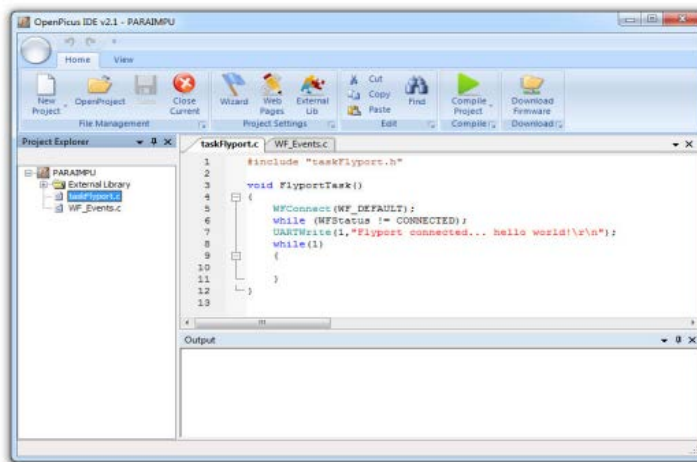 OpenPicus IDE v2.1 - PARAIMPU
Home View
New Project OpenProject Save Close Current
File Management
Wizard Web Pages External Lib
Project Settings
Cut
Copy
Paste
Find
Edit
Compile Project
Compile
Download Firmware
Download
Project Explorer
PARAIMPU
External Library
taskFlyport.c
WF_Events.c
taskFlyport.c WF_Events.c
1 #include "taskFlyport.h"
2
3 void FlyportTask()
4 {
5 WFConnect(WF_DEFAULT);
6 while (WFStatus != CONNECTED);
7 UARTWrite(1,"Flyport connected... hello world!\r\n");
8 while(1)
9 {
10
11 }
12 }
13
Output